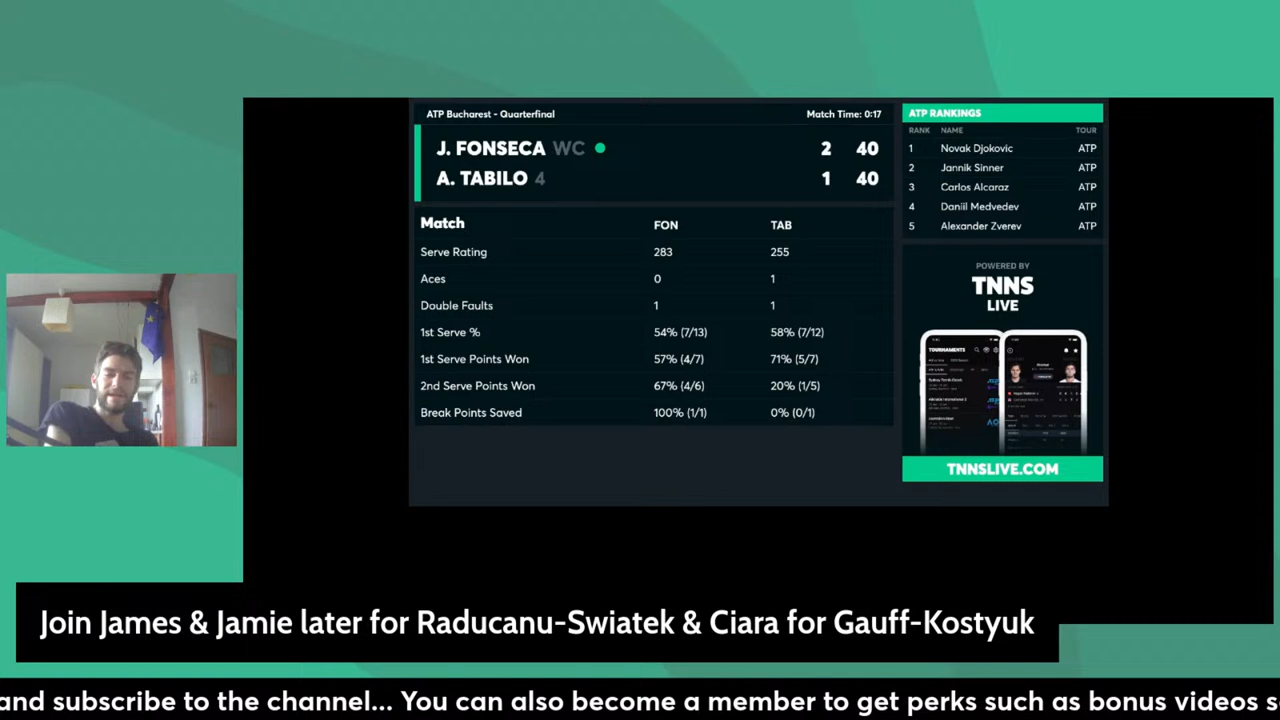 ATP Bucharest - Quarterfinal Match Time: 0:17
J. FONSECA WC 2 40
A. TABILO 4 1 40
Match FON TAB
Serve Rating 283 255
Aces 0 1
Double Faults 1 1
1st Serve % 54% (7/13) 58% (7/12)
1st Serve Points Won 57% (4/7) 71% (5/7)
2nd Serve Points Won 67% (4/6) 20% (1/5)
Break Points Saved 100% (1/1) 0% (0/1)
ATP RANKINGS
RANK NAME TOUR
1 Novak Djokovic ATP
2 Jannik Sinner ATP
3 Carlos Alcaraz ATP
4 Daniil Medvedev ATP
5 Alexander Zverev ATP
POWERED BY
TNNS
LIVE
TOURNAMENTS
TNNSLIVE.COM
Join James & Jamie later for Raducanu-Swiatek & Ciara for Gauff-Kostyuk
and subscribe to the channel... You can also become a member to get perks such as bonus videos s